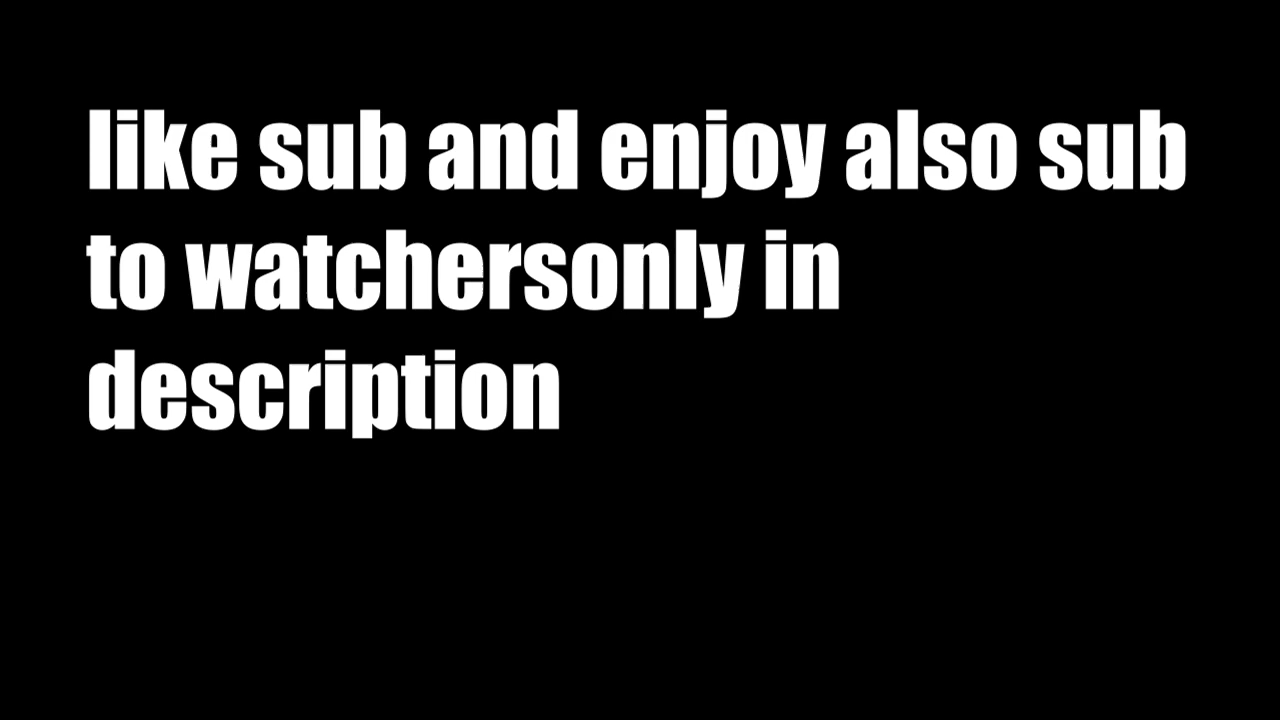 like sub and enjoy also sub
to watchersonly in
description